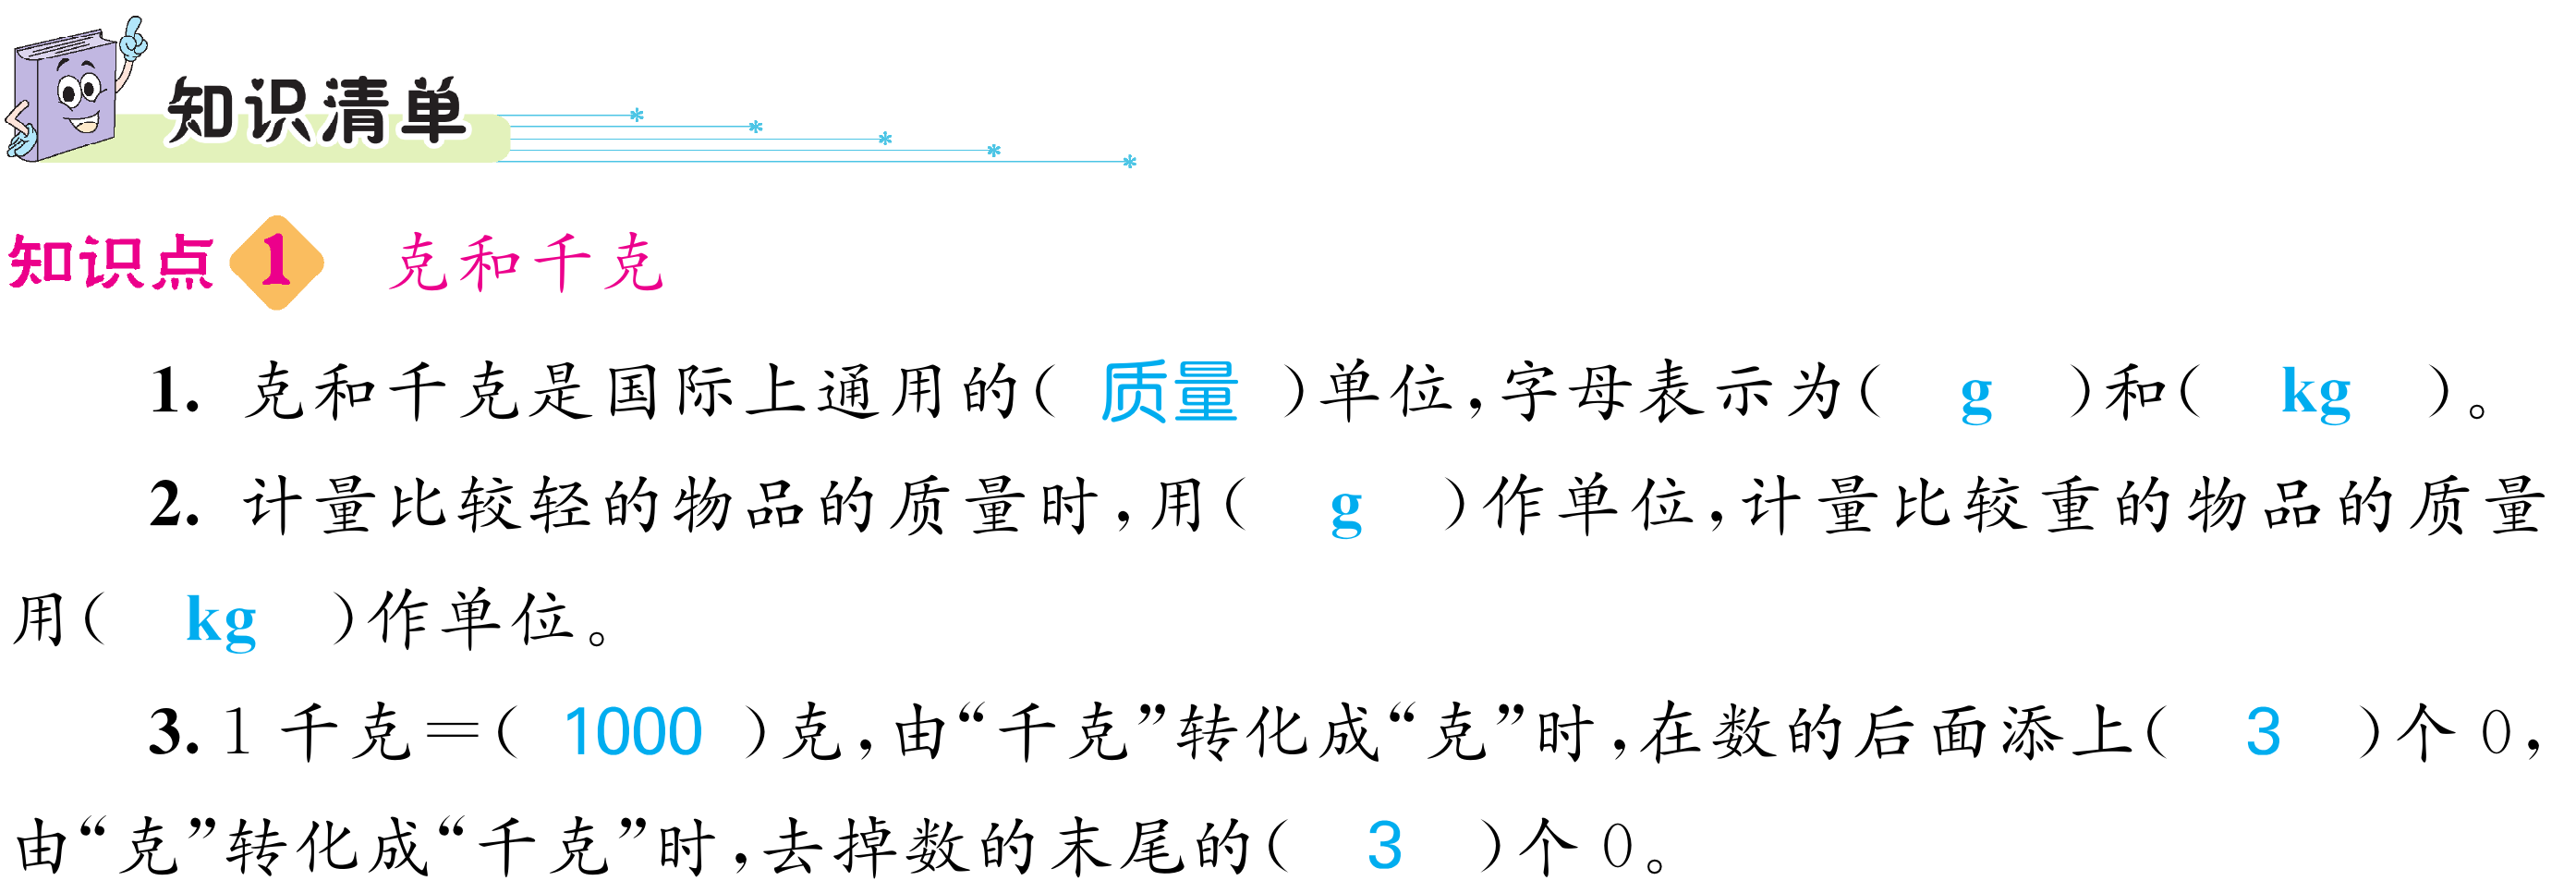 知识清单
知识点 1 克和千克
1. 克和千克是国际上通用的( 质量 )单位,字母表示为( g )和( kg )。
2. 计量比较轻的物品的质量时,用( g )作单位,计量比较重的物品的质量
用( kg )作单位。
3. 1 千克=( 1000 )克,由“千克”转化成“克”时,在数的后面添上( 3 )个 0,
由“克”转化成“千克”时,去掉数的末尾的( 3 )个 0。